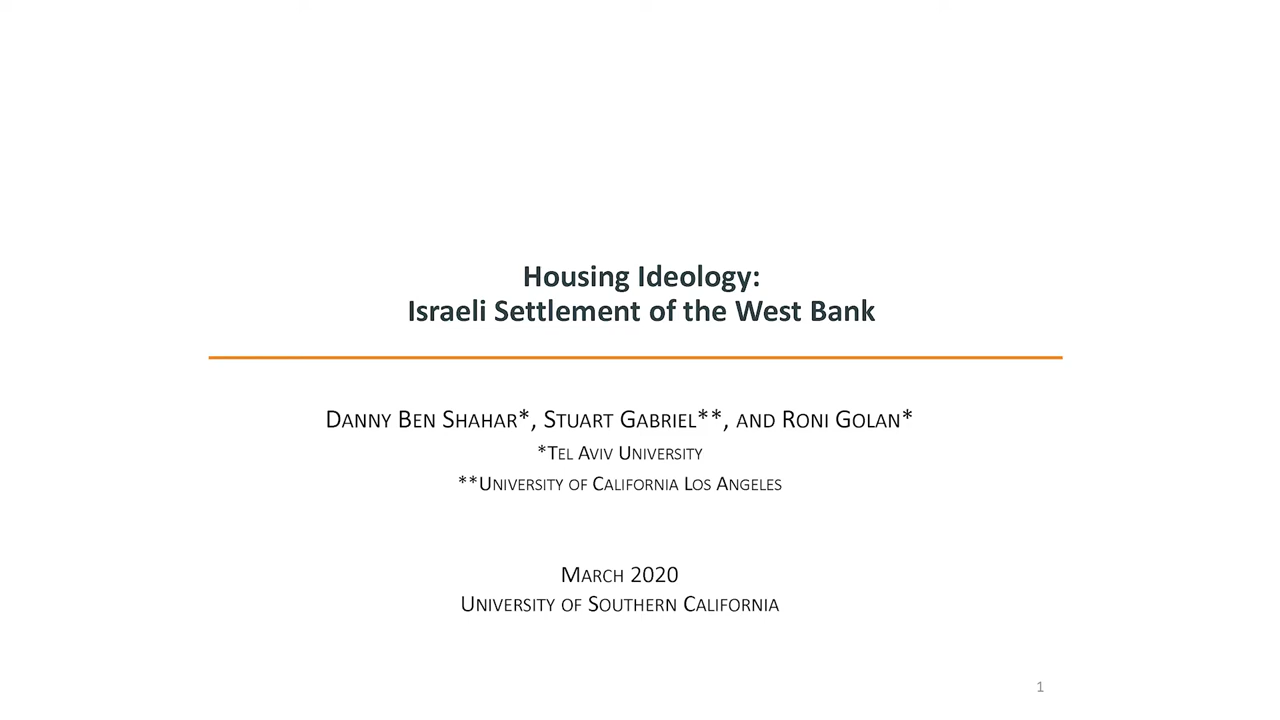 Housing Ideology:
Israeli Settlement of the West Bank
Danny Ben Shahar*, Stuart Gabriel**, and Roni Golan*
*Tel Aviv University
**University of California Los Angeles
March 2020
University of Southern California
1